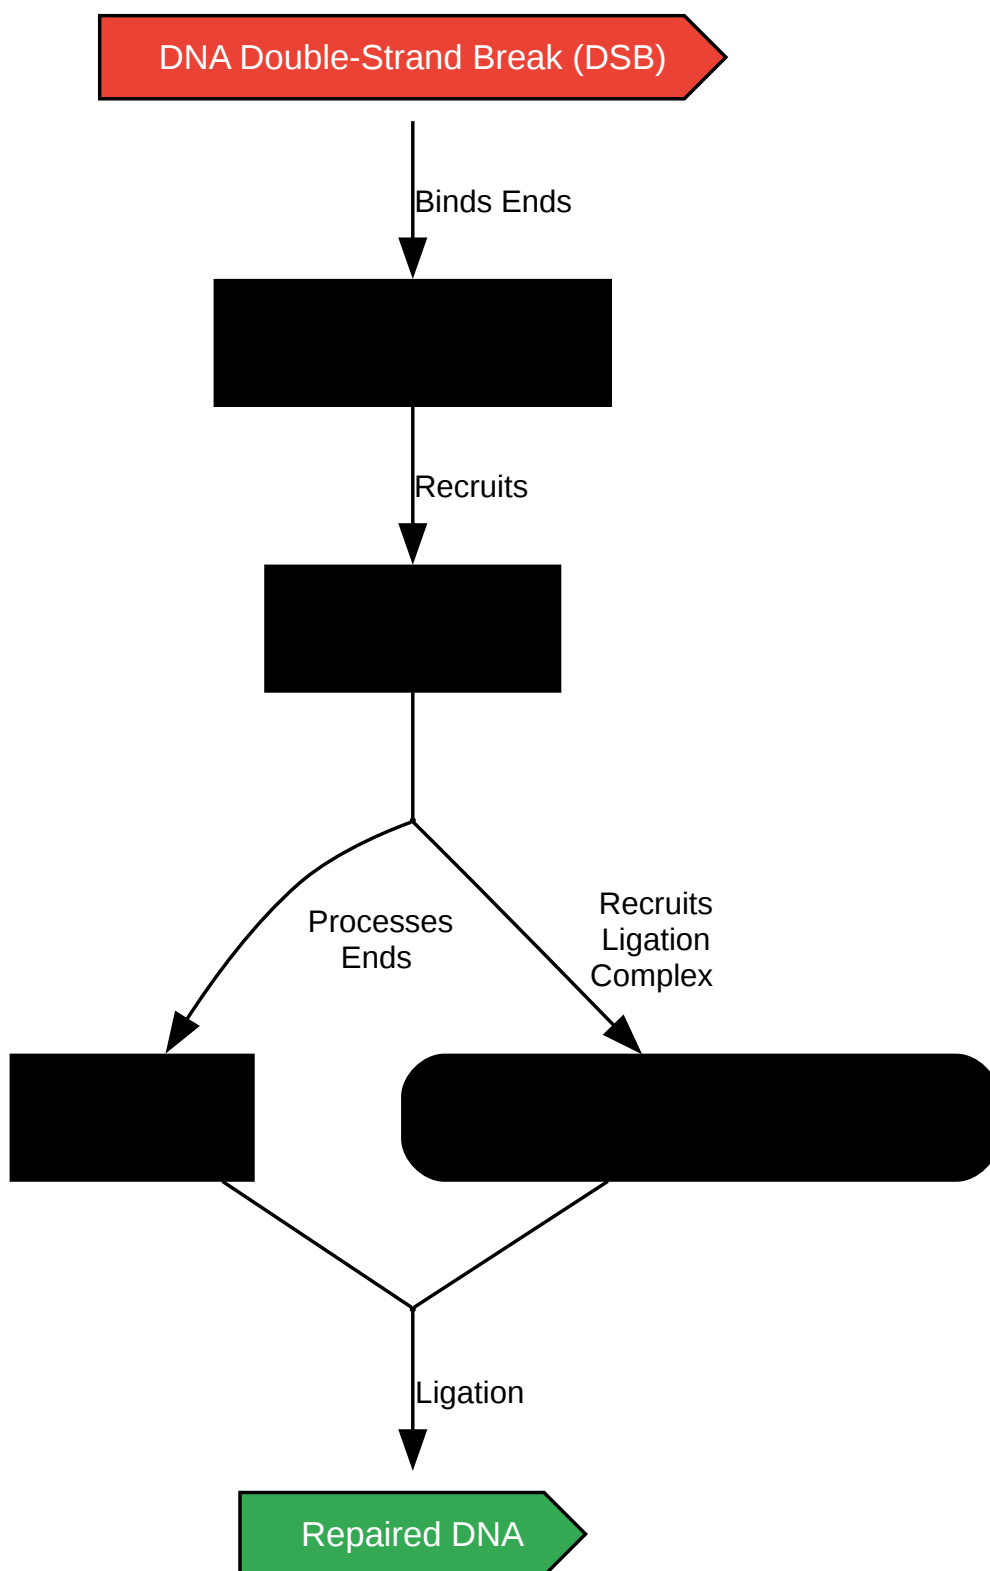 DNA Double-Strand Break (DSB)
Binds Ends
Recruits
Processes
Ends
Recruits
Ligation
Complex
Ligation
Repaired DNA